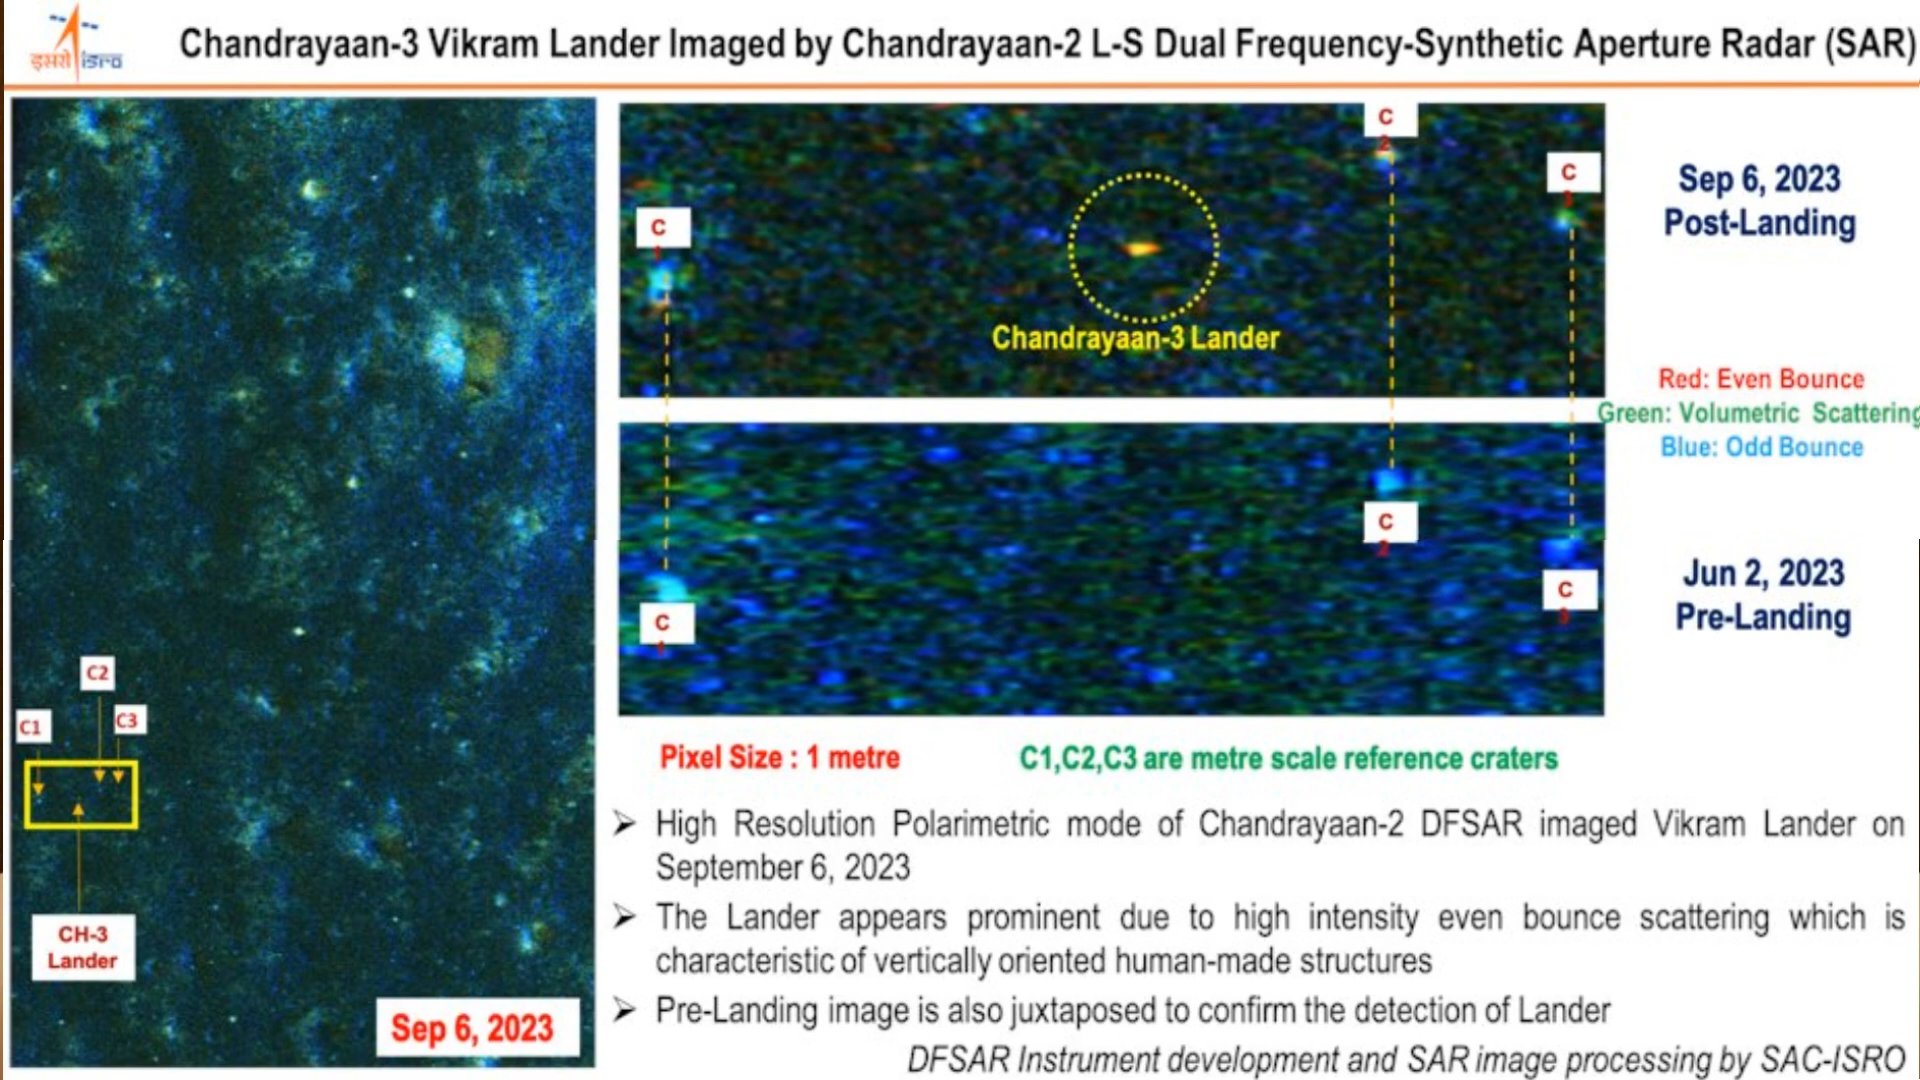 इसरो isro
Chandrayaan-3 Vikram Lander Imaged by Chandrayaan-2 L-S Dual Frequency-Synthetic Aperture Radar (SAR)
C2
C1
C3
CH-3
Lander
Sep 6, 2023
C
2
C
C
Chandrayaan-3 Lander
Sep 6, 2023
Post-Landing
Red: Even Bounce
Green: Volumetric Scattering
Blue: Odd Bounce
C
2
C
3
C
Jun 2, 2023
Pre-Landing
Pixel Size : 1 metre
C1,C2,C3 are metre scale reference craters
➢ High Resolution Polarimetric mode of Chandrayaan-2 DFSAR imaged Vikram Lander on
September 6, 2023
➢ The Lander appears prominent due to high intensity even bounce scattering which is
characteristic of vertically oriented human-made structures
➢ Pre-Landing image is also juxtaposed to confirm the detection of Lander
DFSAR Instrument development and SAR image processing by SAC-ISRO